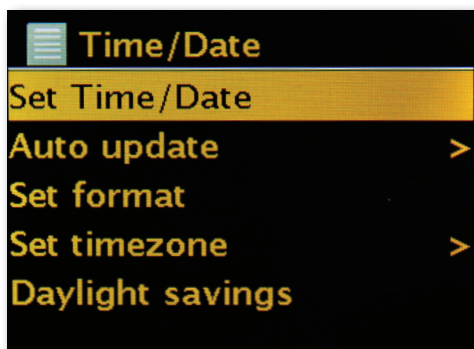 Time/Date
Set Time/Date
Auto update >
Set format
Set timezone >
Daylight savings